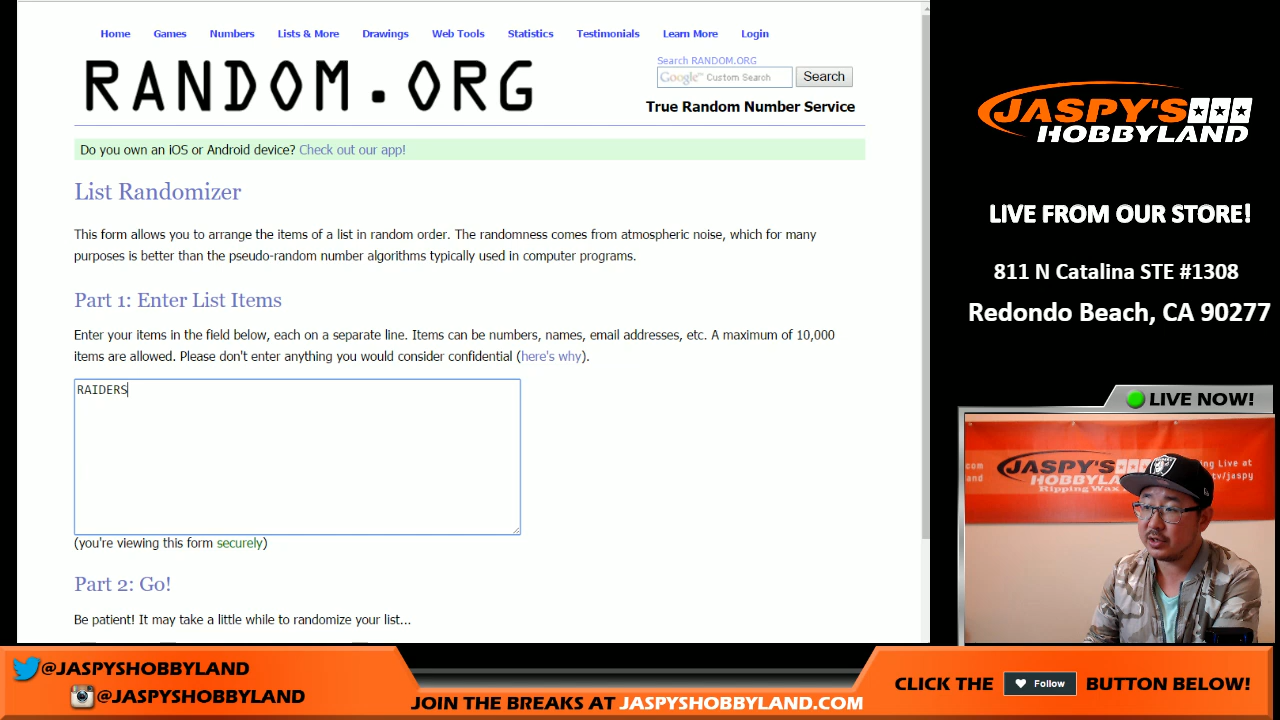 Home Games Numbers Lists & More Drawings Web Tools Statistics Testimonials Learn More Login
RANDOM.ORG
Search RANDOM.ORG
Google™ Custom Search Search
True Random Number Service
Do you own an iOS or Android device? Check out our app!
List Randomizer
This form allows you to arrange the items of a list in random order. The randomness comes from atmospheric noise, which for many
purposes is better than the pseudo-random number algorithms typically used in computer programs.
Part 1: Enter List Items
Enter your items in the field below, each on a separate line. Items can be numbers, names, email addresses, etc. A maximum of 10,000
items are allowed. Please don't enter anything you would consider confidential (here's why).
RAIDERS
(you're viewing this form securely)
Part 2: Go!
Be patient! It may take a little while to randomize your list...
JASPY'S
HOBBYLAND
LIVE FROM OUR STORE!
811 N Catalina STE #1308
Redondo Beach, CA 90277
LIVE NOW!
JASPY'S
HOBBYLAND
Ripping Wax
.com
land
ing Live at
tv/jaspy
@JASPYSHOBBYLAND
@JASPYSHOBBYLAND
JOIN THE BREAKS AT JASPYSHOBBYLAND.COM
CLICK THE Follow BUTTON BELOW!